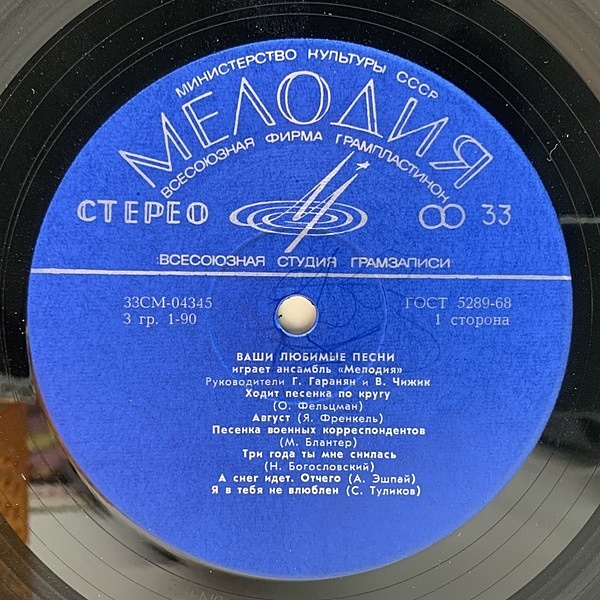 МИНИСТЕРСТВО КУЛЬТУРЫ СССР
МЕЛОДИЯ
ВСЕСОЮЗНАЯ ФИРМА ГРАМПЛАСТИНОК
СТЕРЕО 33
ВСЕСОЮЗНАЯ СТУДИЯ ГРАМЗАПИСИ
33СМ-04345 ГОСТ 5289-68
3 гр. 1-90 1 сторона
ВАШИ ЛЮБИМЫЕ ПЕСНИ
играет ансамбль «Мелодия»
Руководители Г. Гаранян и В. Чижик
Ходит песенка по кругу
(О. Фельцман)
Август (Я. Френкель)
Песенка военных корреспондентов
(М. Блантер)
Три года ты мне снилась
(Н. Богословский)
А снег идет. Отчего (А. Эшпай)
Я в тебя не влюблен (С. Туликов)